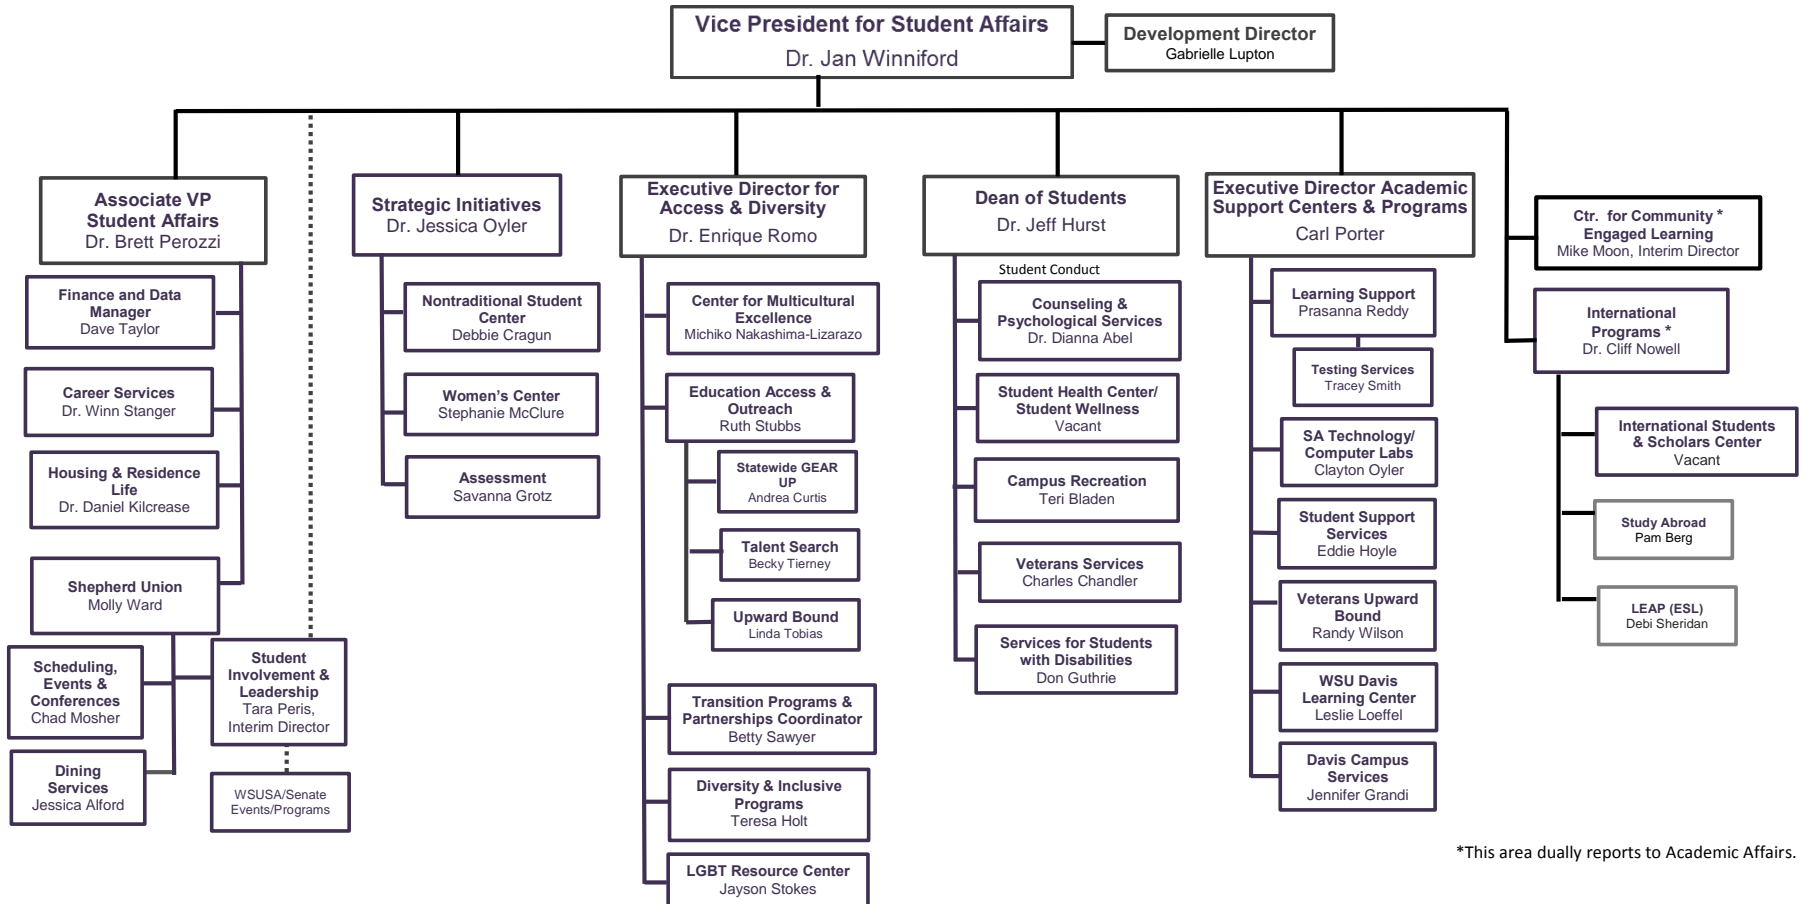 Vice President for Student Affairs
Dr. Jan Winniford
Development Director
Gabrielle Lupton
Associate VP
Student Affairs
Dr. Brett Perozzi
Finance and Data
Manager
Dave Taylor
Career Services
Dr. Winn Stanger
Housing & Residence
Life
Dr. Daniel Kilcrease
Shepherd Union
Molly Ward
Scheduling,
Events &
Conferences
Chad Mosher
Dining
Services
Jessica Alford
Student
Involvement &
Leadership
Tara Peris,
Interim Director
WSUSA/Senate
Events/Programs
Strategic Initiatives
Dr. Jessica Oyler
Nontraditional Student
Center
Debbie Cragun
Women’s Center
Stephanie McClure
Assessment
Savanna Grotz
Executive Director for
Access & Diversity
Dr. Enrique Romo
Center for Multicultural
Excellence
Michiko Nakashima-Lizarazo
Education Access &
Outreach
Ruth Stubbs
Statewide GEAR
UP
Andrea Curtis
Talent Search
Becky Tierney
Upward Bound
Linda Tobias
Transition Programs &
Partnerships Coordinator
Betty Sawyer
Diversity & Inclusive
Programs
Teresa Holt
LGBT Resource Center
Jayson Stokes
Dean of Students
Dr. Jeff Hurst
Student Conduct
Counseling &
Psychological Services
Dr. Dianna Abel
Student Health Center/
Student Wellness
Vacant
Campus Recreation
Teri Bladen
Veterans Services
Charles Chandler
Services for Students
with Disabilities
Don Guthrie
Executive Director Academic
Support Centers & Programs
Carl Porter
Learning Support
Prasanna Reddy
Testing Services
Tracey Smith
SA Technology/
Computer Labs
Clayton Oyler
Student Support
Services
Eddie Hoyle
Veterans Upward
Bound
Randy Wilson
WSU Davis
Learning Center
Leslie Loeffel
Davis Campus
Services
Jennifer Grandi
Ctr. for Community *
Engaged Learning
Mike Moon, Interim Director
International
Programs *
Dr. Cliff Nowell
International Students
& Scholars Center
Vacant
Study Abroad
Pam Berg
LEAP (ESL)
Debi Sheridan
*This area dually reports to Academic Affairs.